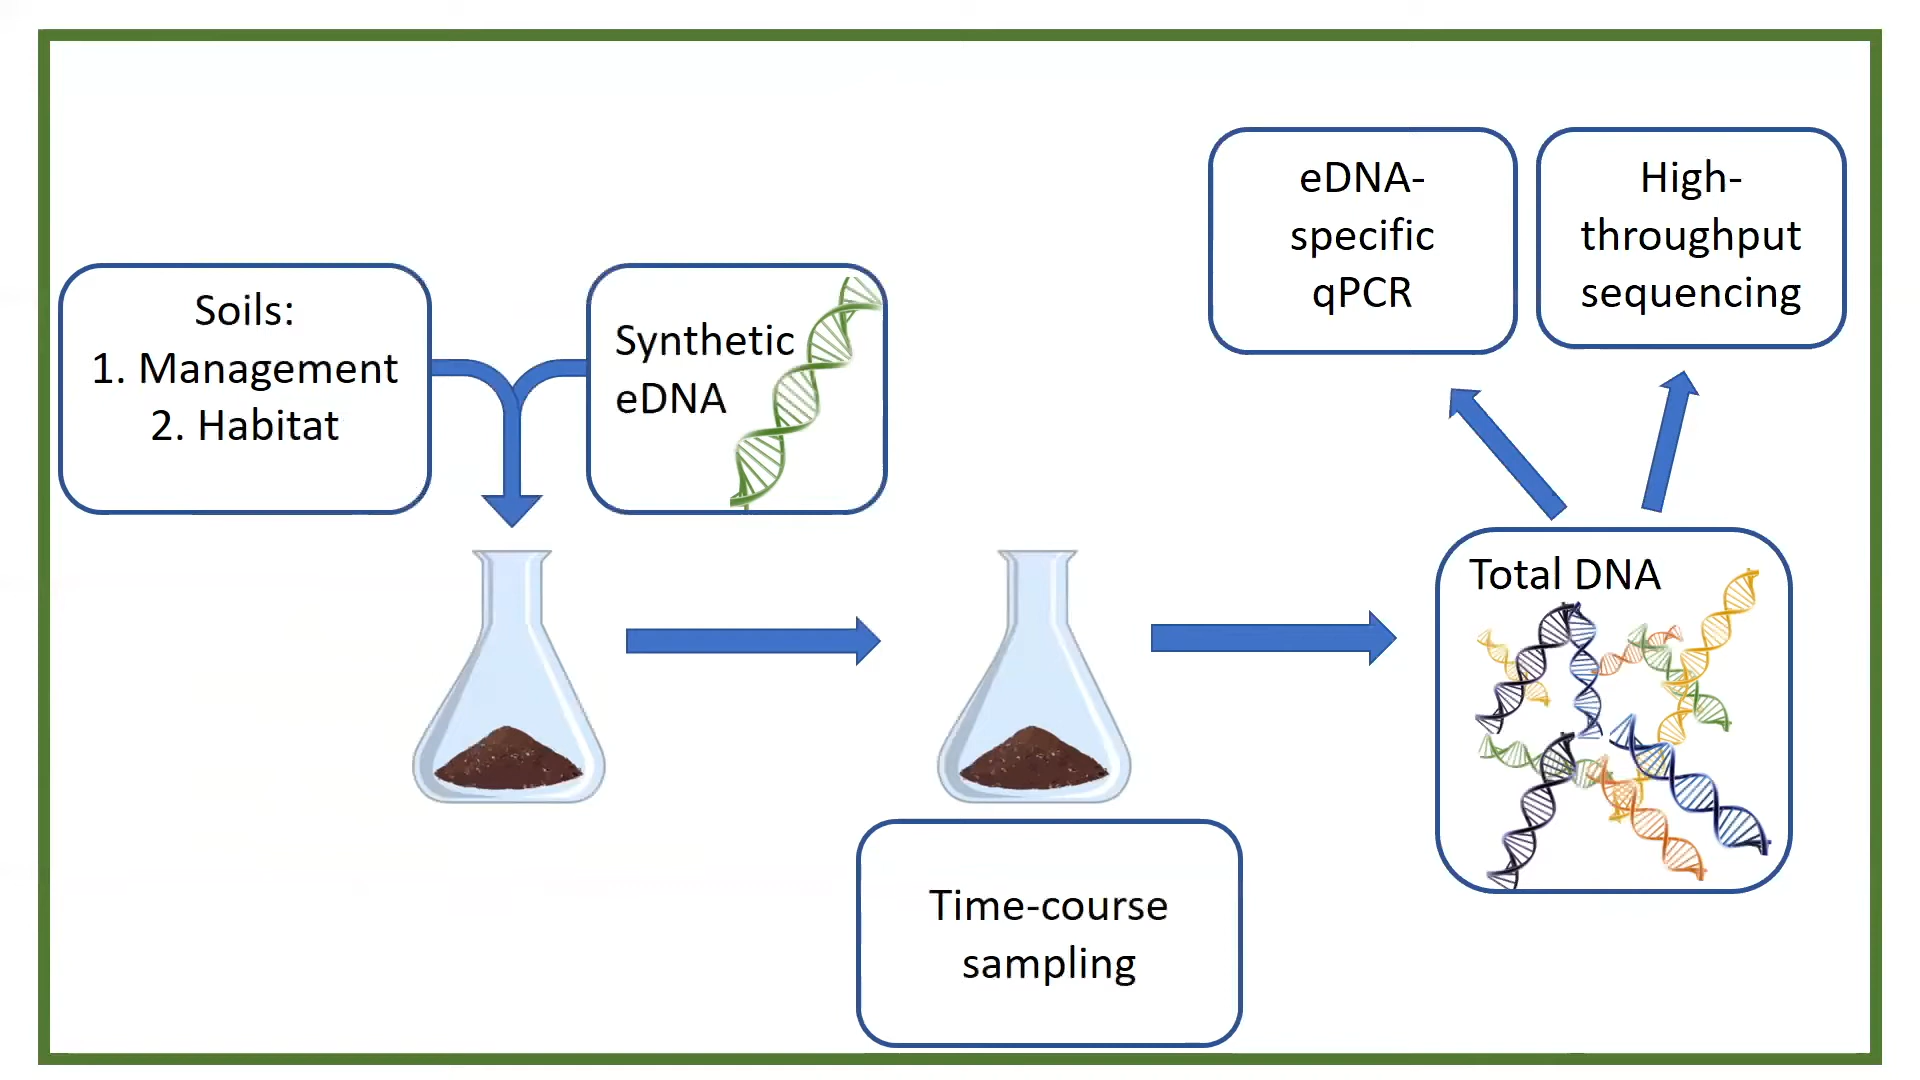 Soils:
1. Management
2. Habitat
Synthetic
eDNA
Time-course
sampling
Total DNA
eDNA-
specific
qPCR
High-
throughput
sequencing